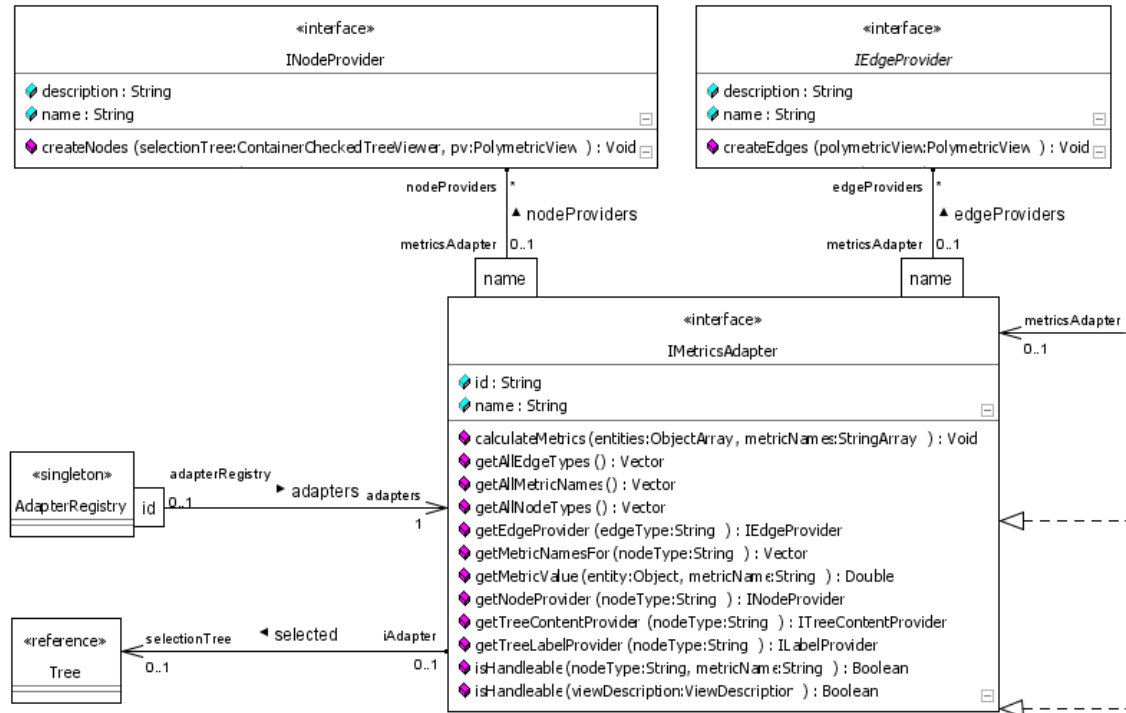 «interface»
INodeProvider
description : String
name : String
createNodes (selectionTree:ContainerCheckedTreeViewer, pv:PolymetricView ) : Void
«interface»
IEdgeProvider
description : String
name : String
createEdges (polymetricView:PolymetricView ) : Void
nodeProviders *
▲ nodeProviders
metricsAdapter 0..1
name
edgeProviders *
▲ edgeProviders
metricsAdapter 0..1
name
«interface»
IMetricsAdapter
id : String
name : String
calculateMetrics (entities:ObjectArray, metricNames:StringArray ) : Void
getAllEdgeTypes () : Vector
getAllMetricNames() : Vector
getAllNodeTypes () : Vector
getEdgeProvider (edgeType:String ) : IEdgeProvider
getMetricNamesFor (nodeType:String ) : Vector
getMetricValue (entity:Object, metricName:String ) : Double
getNodeProvider (nodeType:String ) : INodeProvider
getTreeContentProvider (nodeType:String ) : ITreeContentProvider
getTreeLabelProvider (nodeType:String ) : ILabelProvider
isHandleable (nodeType:String, metricName:String ) : Boolean
isHandleable (viewDescription:ViewDescription ) : Boolean
metricsAdapter
0..1
«singleton»
AdapterRegistry
id
adapterRegistry
0..1
► adapters
adapters
1
«reference»
Tree
selectionTree
0..1
◄ selected
iAdapter
0..1